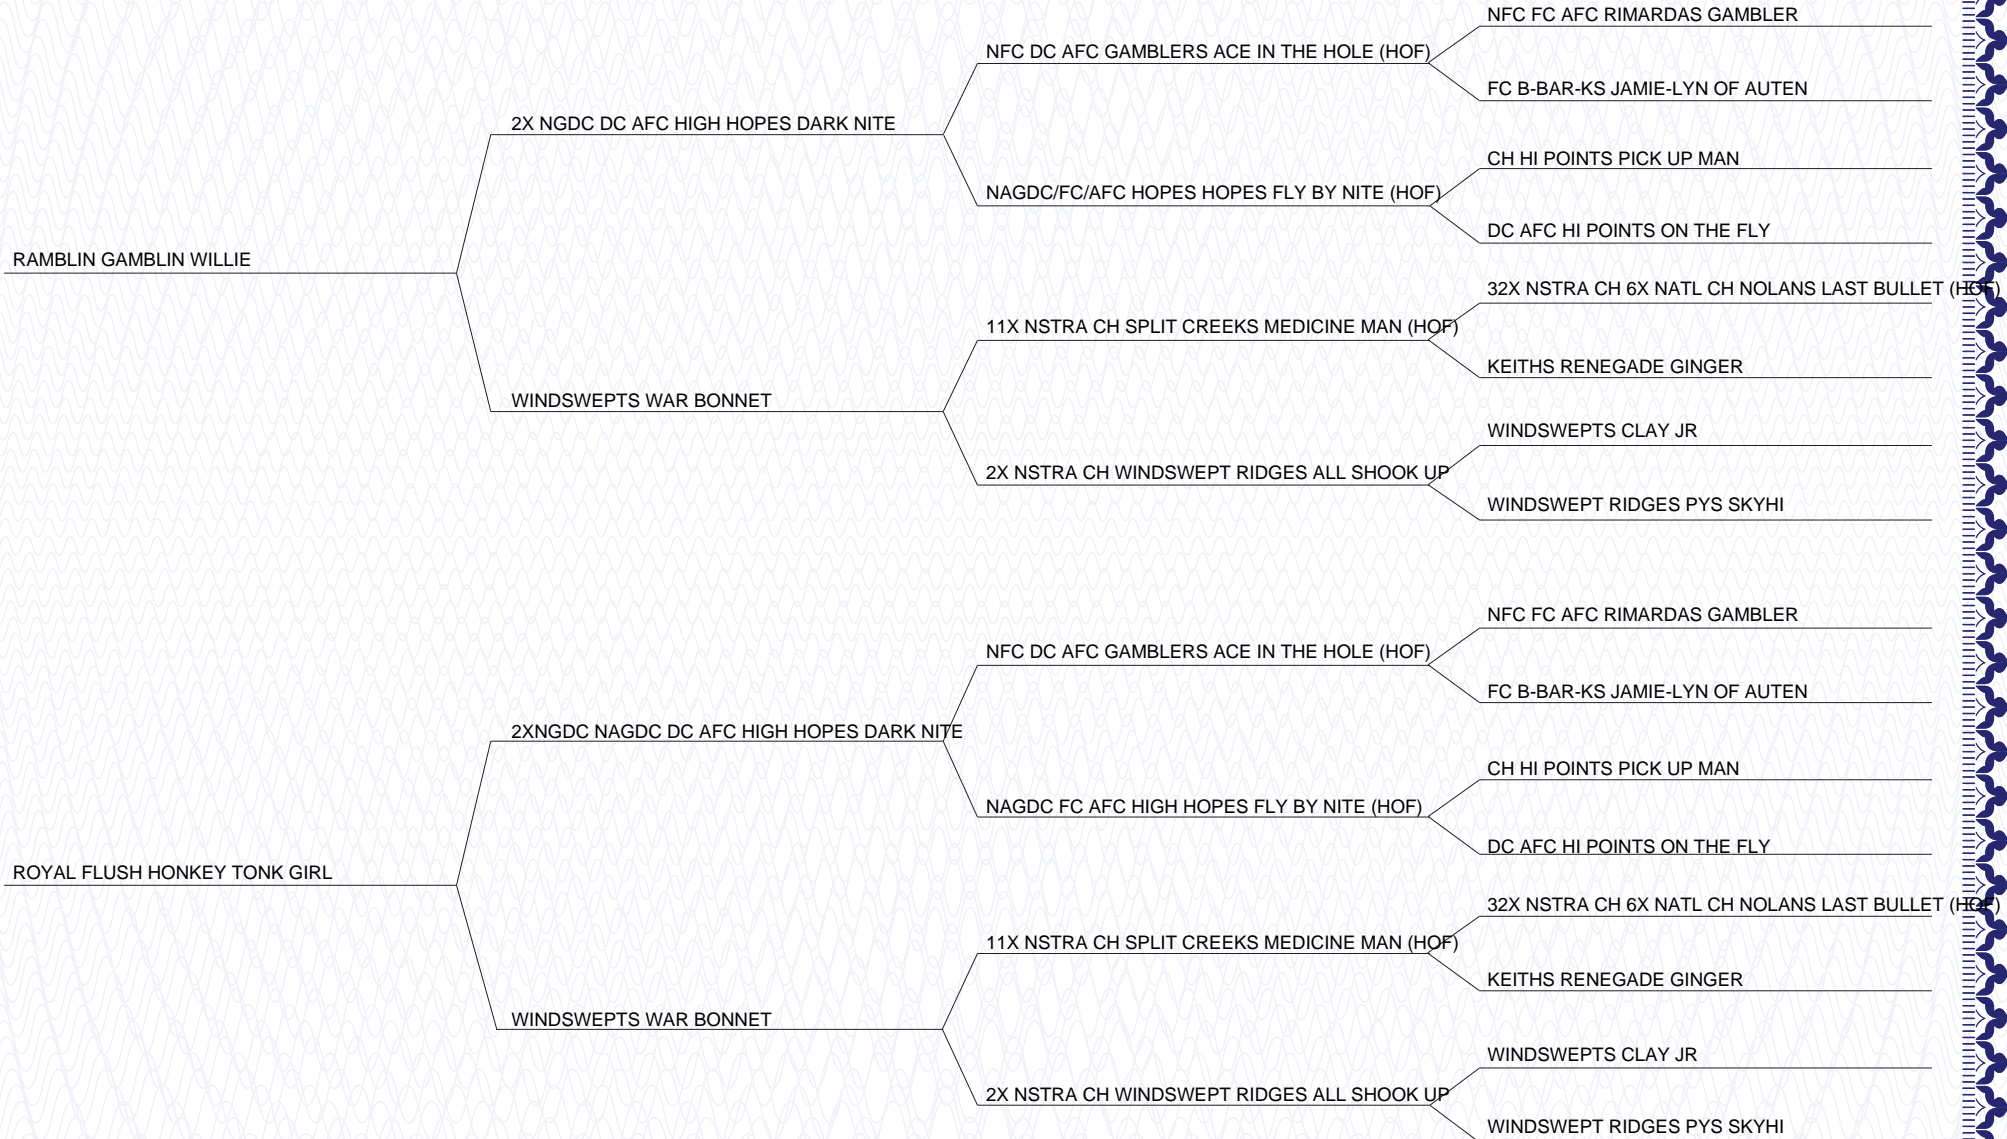 NFC FC AFC RIMARDAS GAMBLER
NFC DC AFC GAMBLERS ACE IN THE HOLE (HOF)
FC B-BAR-KS JAMIE-LYN OF AUTEN
2X NGDC DC AFC HIGH HOPES DARK NITE
CH HI POINTS PICK UP MAN
NAGDC/FC/AFC HOPES HOPES FLY BY NITE (HOF)
DC AFC HI POINTS ON THE FLY
RAMBLIN GAMBLIN WILLIE
32X NSTRA CH 6X NATL CH NOLANS LAST BULLET (HOF)
11X NSTRA CH SPLIT CREEKS MEDICINE MAN (HOF)
KEITHS RENEGADE GINGER
WINDSWEPTS WAR BONNET
WINDSWEPTS CLAY JR
2X NSTRA CH WINDSWEPT RIDGES ALL SHOOK UP
WINDSWEPT RIDGES PYS SKYHI
NFC FC AFC RIMARDAS GAMBLER
NFC DC AFC GAMBLERS ACE IN THE HOLE (HOF)
FC B-BAR-KS JAMIE-LYN OF AUTEN
2XNGDC NAGDC DC AFC HIGH HOPES DARK NITE
CH HI POINTS PICK UP MAN
NAGDC FC AFC HIGH HOPES FLY BY NITE (HOF)
DC AFC HI POINTS ON THE FLY
ROYAL FLUSH HONKEY TONK GIRL
32X NSTRA CH 6X NATL CH NOLANS LAST BULLET (HOF)
11X NSTRA CH SPLIT CREEKS MEDICINE MAN (HOF)
KEITHS RENEGADE GINGER
WINDSWEPTS WAR BONNET
WINDSWEPTS CLAY JR
2X NSTRA CH WINDSWEPT RIDGES ALL SHOOK UP
WINDSWEPT RIDGES PYS SKYHI